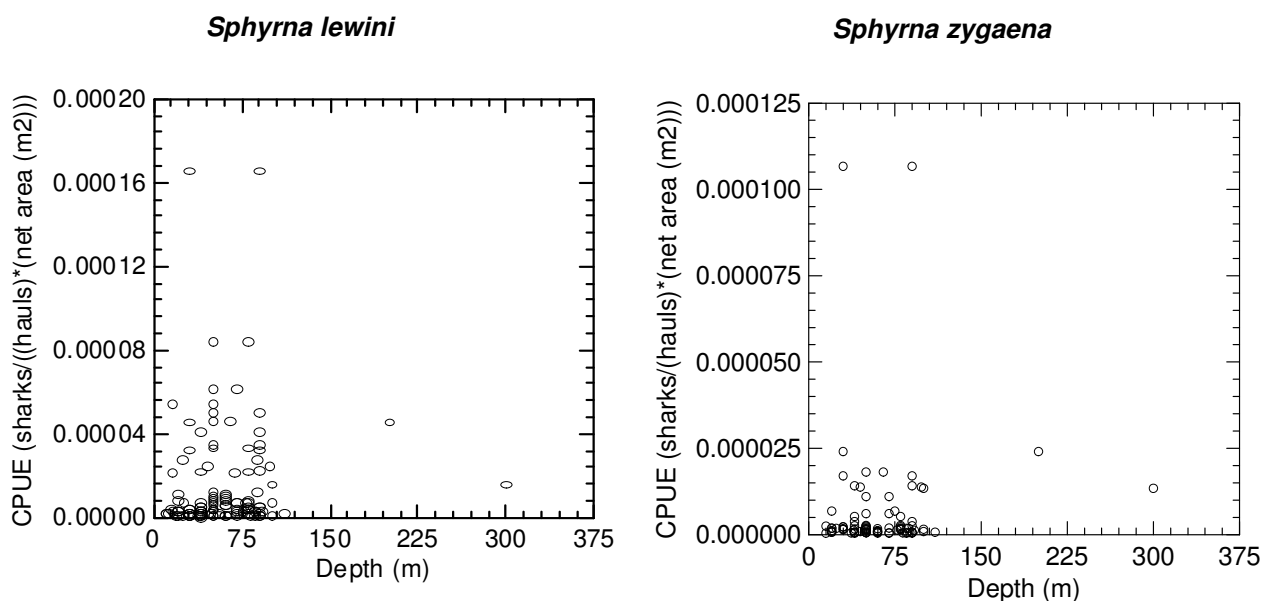 Sphyrna lewini
CPUE (sharks/((hauls)*(net area (m2)))
0.00020
0.00016
0.00012
0.00008
0.00004
0.00000
0 75 150 225 300 375
Depth (m)
Sphyrna zygaena
CPUE (sharks/(hauls)*(net area (m2)))
0.000125
0.000100
0.000075
0.000050
0.000025
0.000000
0 75 150 225 300 375
Depth (m)